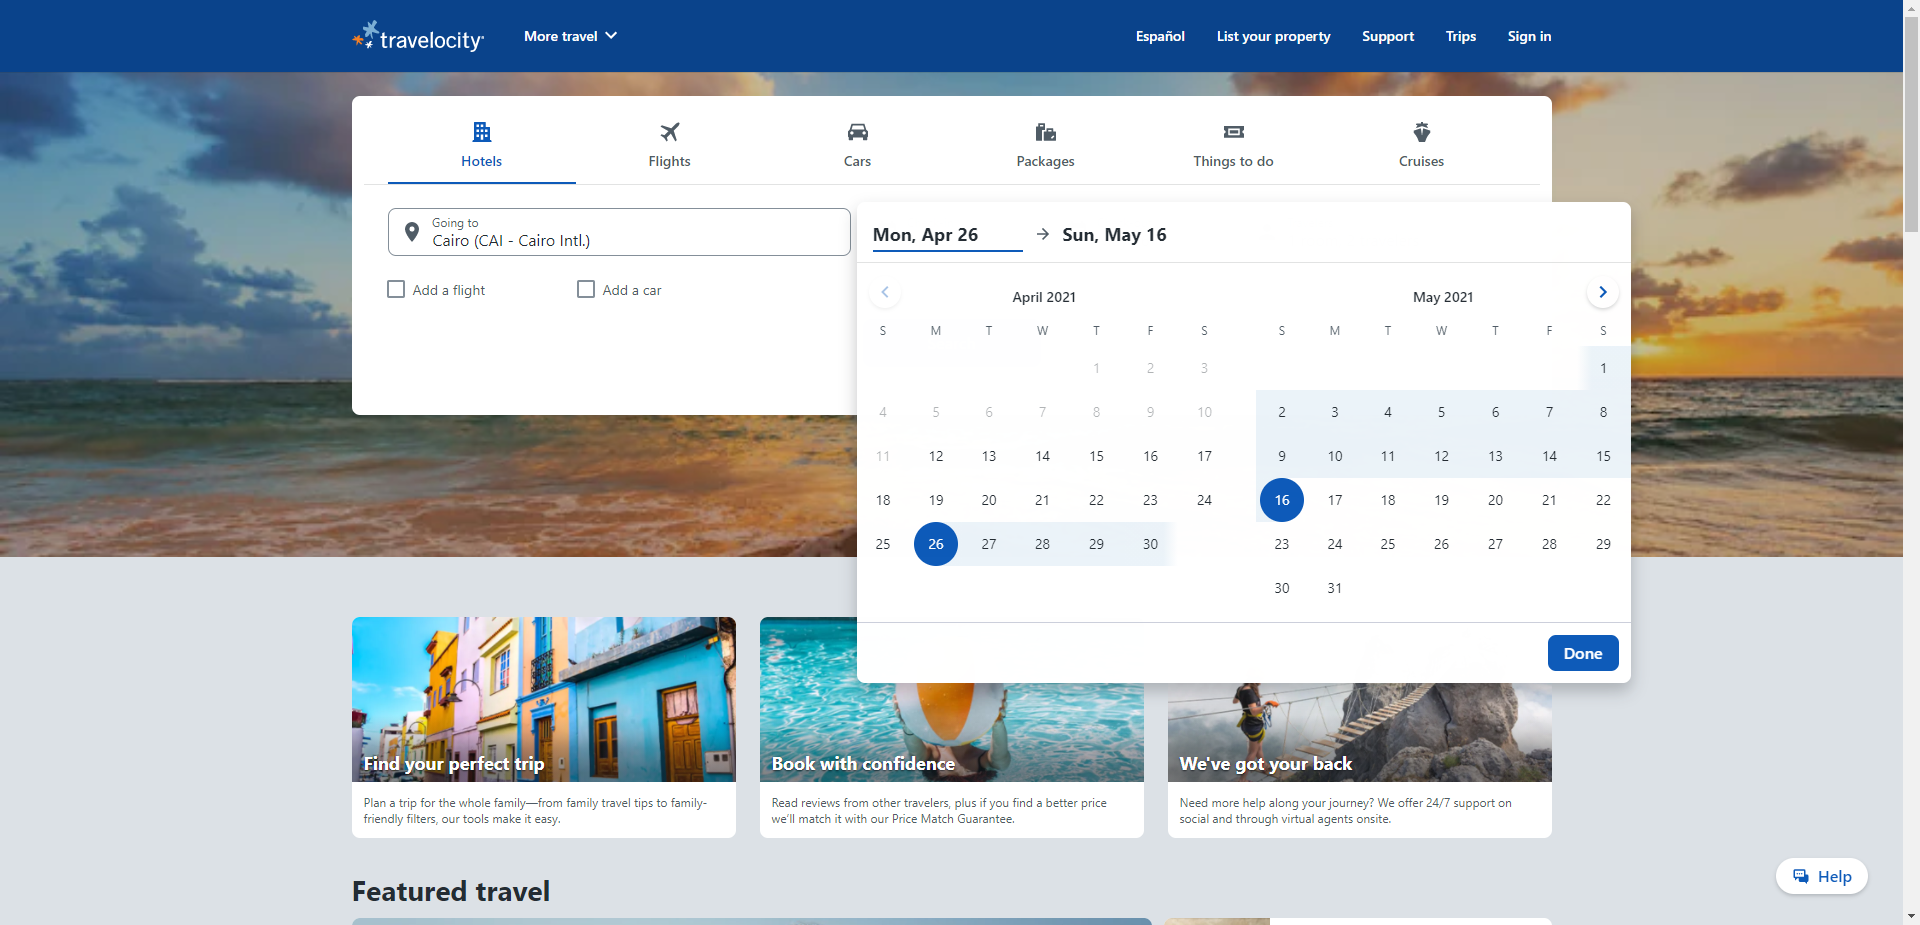 travelocity
More travel
Español
List your property
Support
Trips
Sign in
Hotels
Flights
Cars
Packages
Things to do
Cruises
Going to
Cairo (CAI - Cairo Intl.)
Add a flight
Add a car
Mon, Apr 26
Sun, May 16
April 2021
S M T W T F S
1 2 3
4 5 6 7 8 9 10
11 12 13 14 15 16 17
18 19 20 21 22 23 24
25 26 27 28 29 30
May 2021
S M T W T F S
1
2 3 4 5 6 7 8
9 10 11 12 13 14 15
16 17 18 19 20 21 22
23 24 25 26 27 28 29
30 31
Done
Find your perfect trip
Plan a trip for the whole family—from family travel tips to family-
friendly filters, our tools make it easy.
Book with confidence
Read reviews from other travelers, plus if you find a better price
we'll match it with our Price Match Guarantee.
We've got your back
Need more help along your journey? We offer 24/7 support on
social and through virtual agents onsite.
Featured travel
Help